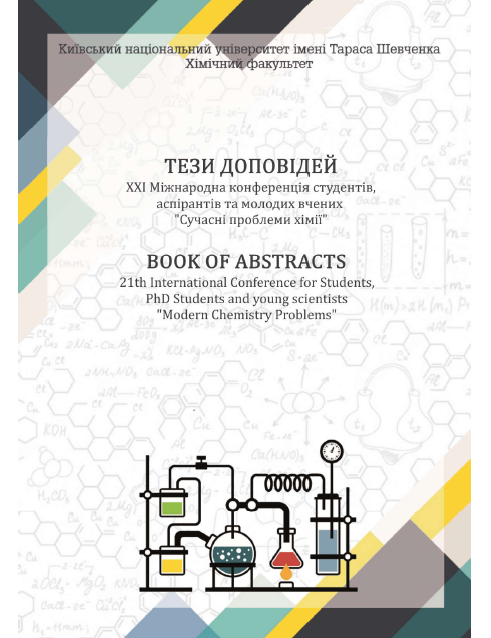 Київський національний університет імені Тараса Шевченка
Хімічний факультет
ТЕЗИ ДОПОВІДЕЙ
XXI Міжнародна конференція студентів,
аспірантів та молодих вчених
"Сучасні проблеми хімії"
BOOK OF ABSTRACTS
21th International Conference for Students,
PhD Students and young scientists
"Modern Chemistry Problems"